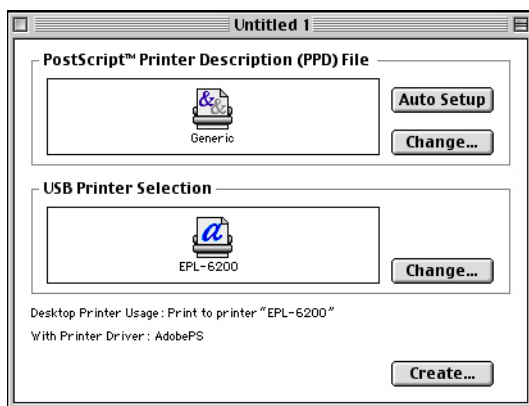 Untitled 1
PostScript™ Printer Description (PPD) File
Generic
Auto Setup
Change...
USB Printer Selection
EPL-6200
Change...
Desktop Printer Usage : Print to printer "EPL-6200"
With Printer Driver : AdobePS
Create...